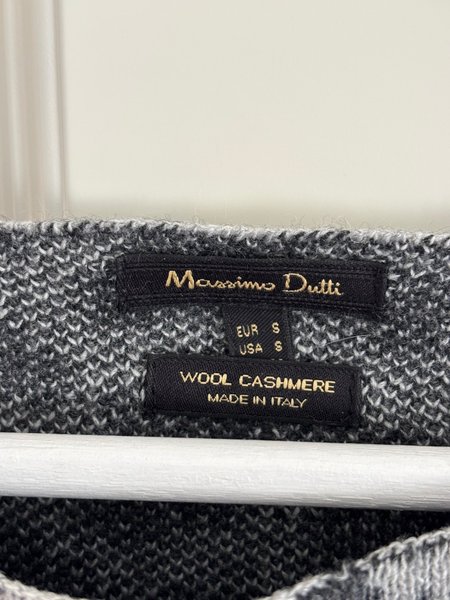 Massimo Dutti
EUR S
USA S
WOOL CASHMERE
MADE IN ITALY